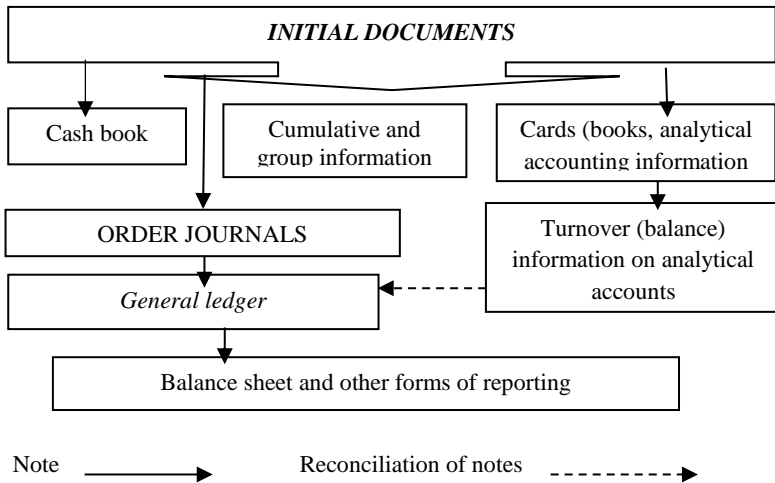 INITIAL DOCUMENTS
Cash book
Cumulative and
group information
Cards (books, analytical
accounting information
ORDER JOURNALS
Turnover (balance)
information on analytical
accounts
General ledger
Balance sheet and other forms of reporting
Note
Reconciliation of notes